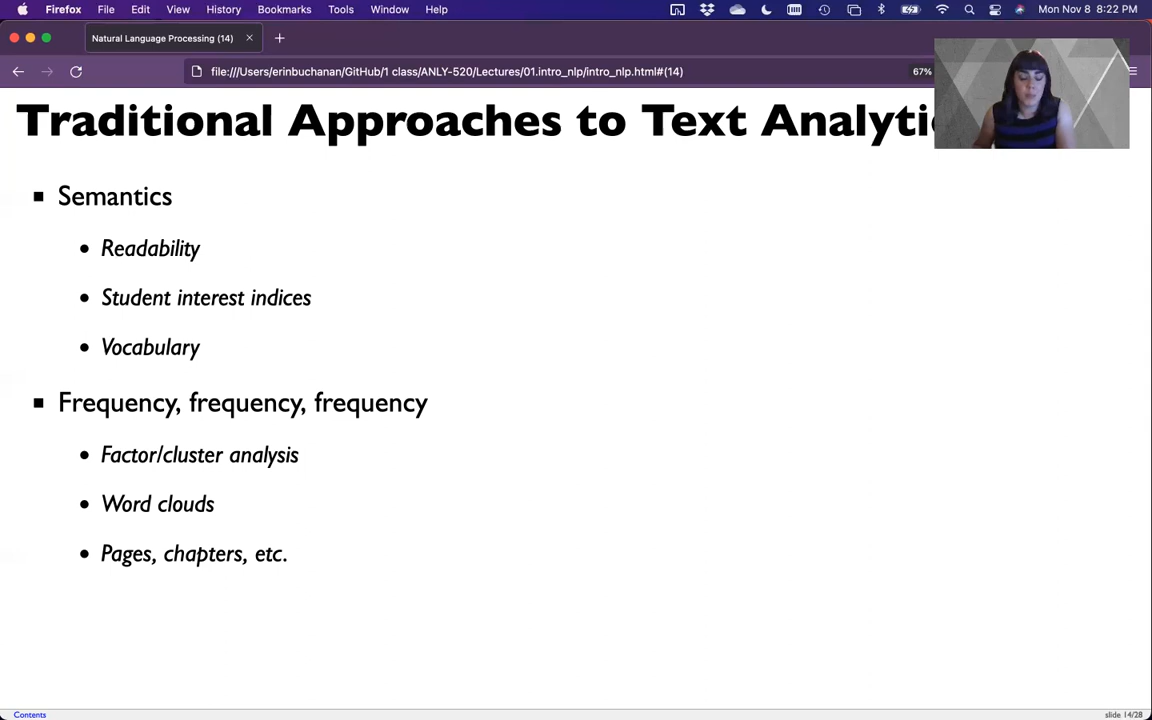 Firefox File Edit View History Bookmarks Tools Window Help Mon Nov 8 8:22 PM
Natural Language Processing (14)
file:///Users/erinbuchanan/GitHub/1 class/ANLY-520/Lectures/01.intro_nlp/intro_nlp.html#(14) 67%
Traditional Approaches to Text Analyti
Semantics
Readability
Student interest indices
Vocabulary
Frequency, frequency, frequency
Factor/cluster analysis
Word clouds
Pages, chapters, etc.
Contents slide 14/28